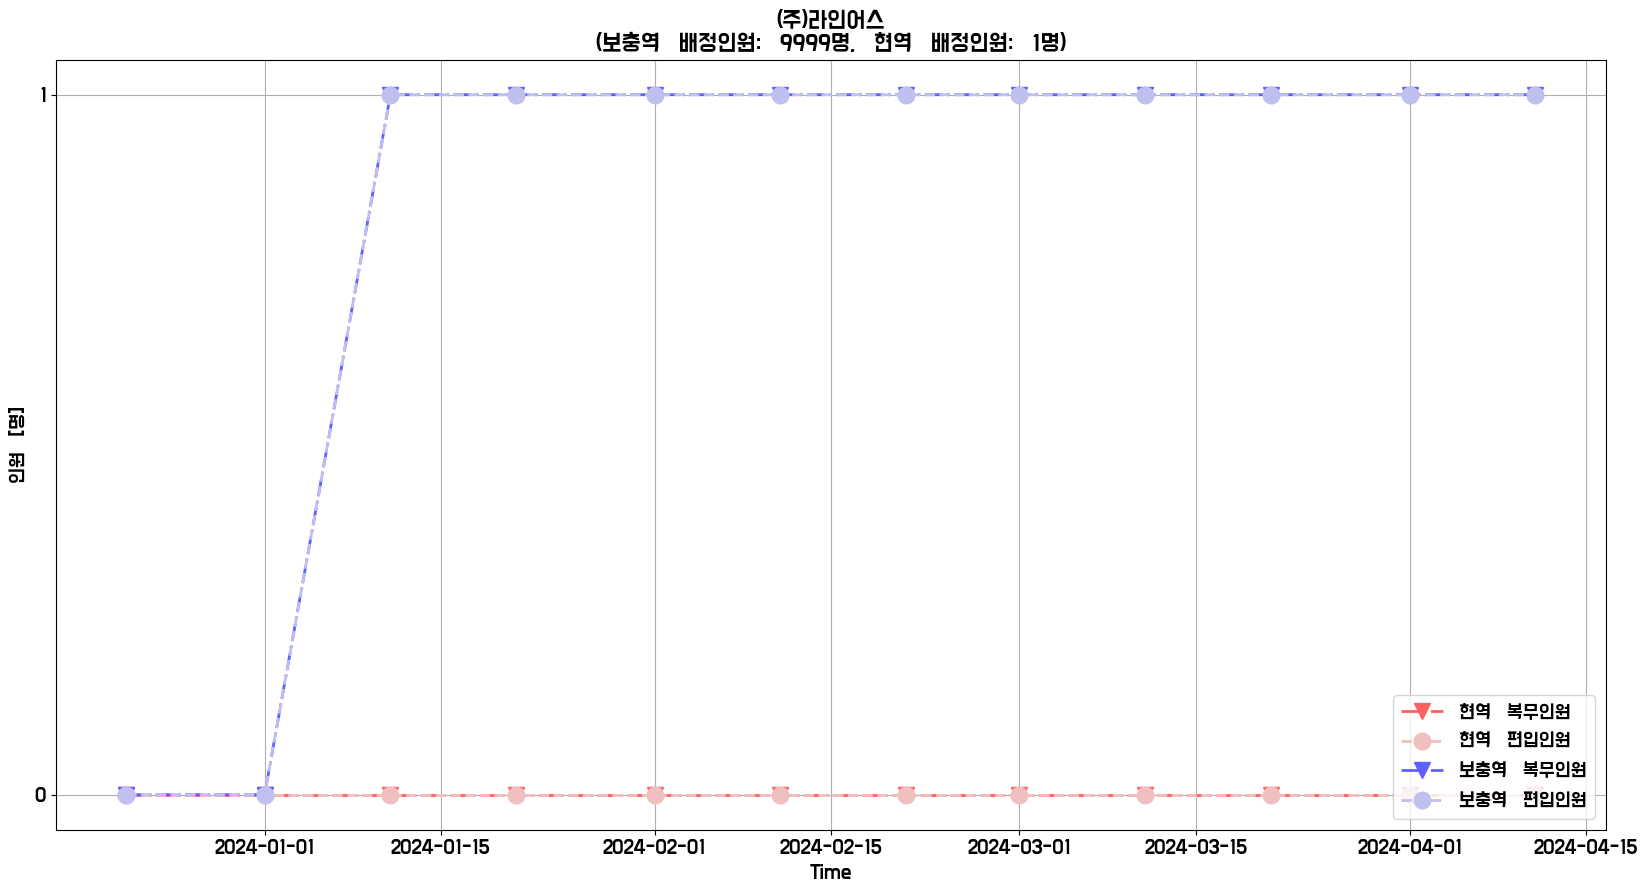 (주)라인어스
(보충역 배정인원: 9999명, 현역 배정인원: 1명)
1
0
인원 [명]
현역 복무인원
현역 편입인원
보충역 복무인원
보충역 편입인원
2024-01-01 2024-01-15 2024-02-01 2024-02-15 2024-03-01 2024-03-15 2024-04-01 2024-04-15
Time